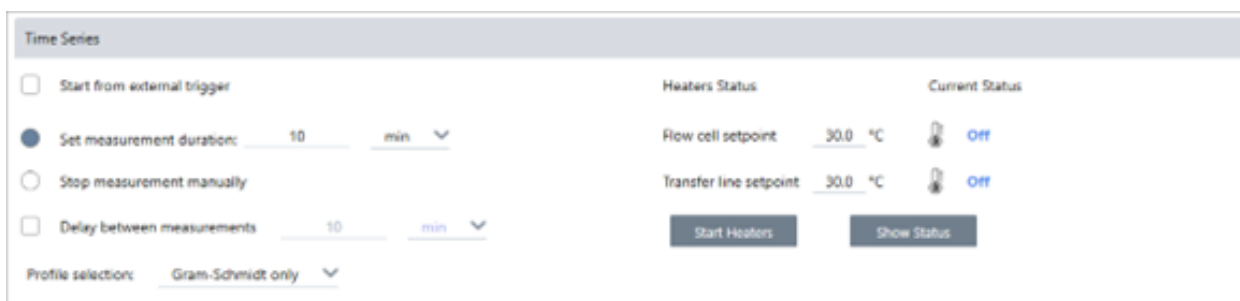 Time Series
Start from external trigger
Set measurement duration: 10 min
Stop measurement manually
Delay between measurements 10 min
Profile selection: Gram-Schmidt only
Heaters Status Current Status
Flow cell setpoint 30.0 °C Off
Transfer line setpoint 30.0 °C Off
Start Heaters Show Status